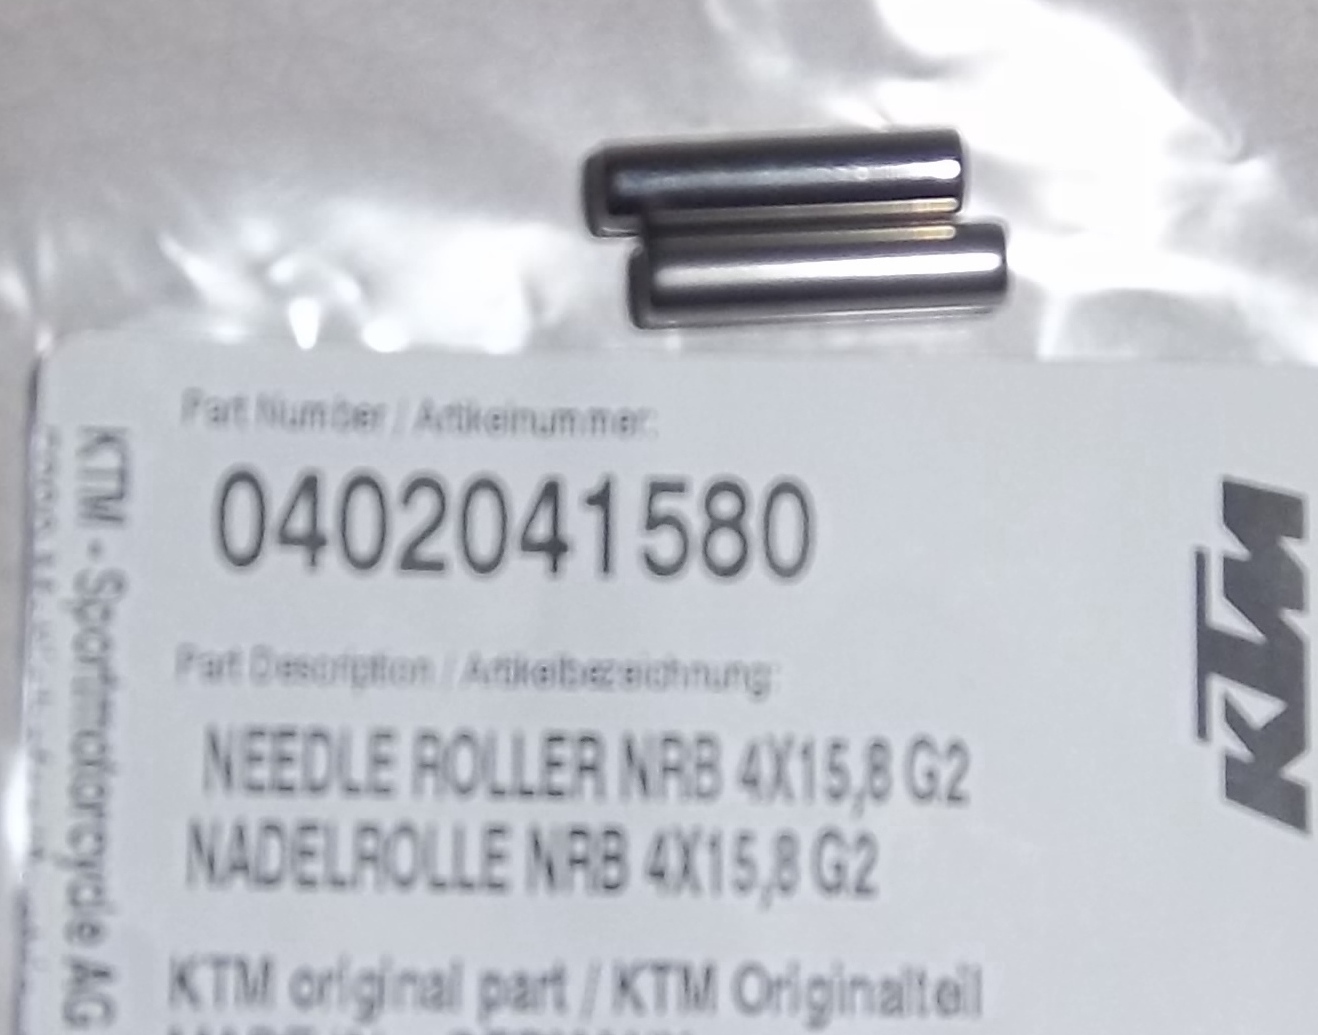 Part Number / Artikelnummer:
0402041580
Part Description / Artikelbezeichnung:
NEEDLE ROLLER NRB 4X15,8 G2
NADELROLLE NRB 4X15,8 G2
KTM original part / KTM Originalteil
KTM - Sportmotorcycle AG
KTM